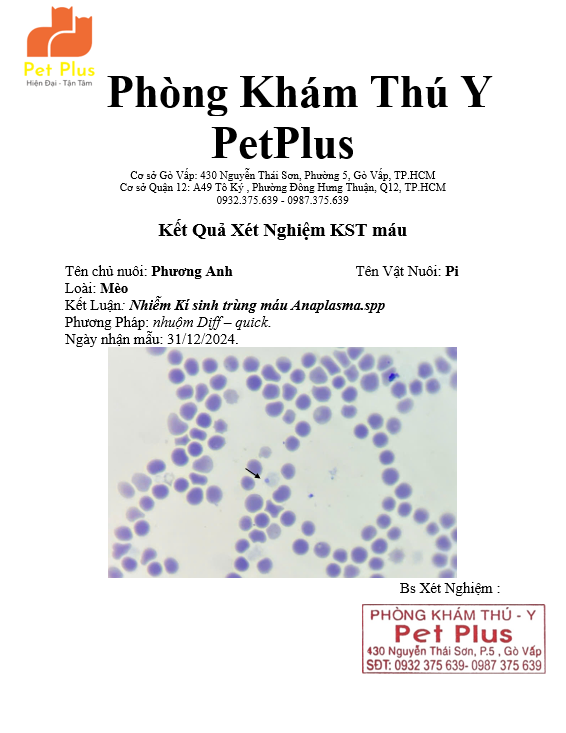 Pet Plus
Hiện Đại - Tận Tâm
Phòng Khám Thú Y
PetPlus
Cơ sở Gò Vấp: 430 Nguyễn Thái Sơn, Phường 5, Gò Vấp, TP.HCM
Cơ sở Quận 12: A49 Tô Ký , Phường Đông Hưng Thuận, Q12, TP.HCM
0932.375.639 - 0987.375.639
Kết Quả Xét Nghiệm KST máu
Tên chủ nuôi: Phương Anh Tên Vật Nuôi: Pi
Loài: Mèo
Kết Luận: Nhiễm Kí sinh trùng máu Anaplasma.spp
Phương Pháp: nhuộm Diff – quick.
Ngày nhận mẫu: 31/12/2024.
Bs Xét Nghiệm :
PHÒNG KHÁM THÚ - Y
Pet Plus
430 Nguyễn Thái Sơn, P.5 , Gò Vấp
SĐT: 0932 375 639- 0987 375 639